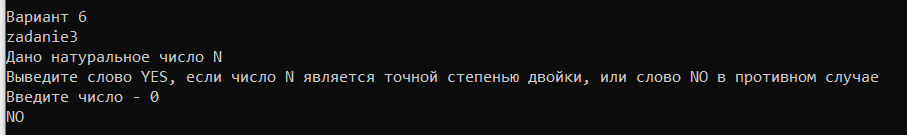 Вариант 6
zadanie3
Дано натуральное число N
Выведите слово YES, если число N является точной степенью двойки, или слово NO в противном случае
Введите число - 0
NO